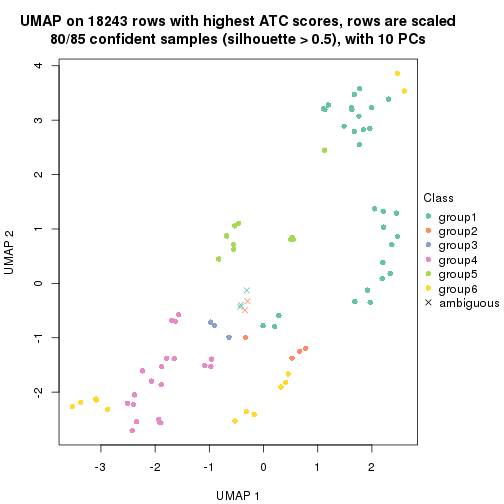 UMAP on 18243 rows with highest ATC scores, rows are scaled
80/85 confident samples (silhouette > 0.5), with 10 PCs
4
3
2
1
0
-1
-2
UMAP 2
-3
-2
-1
0
1
2
UMAP 1
Class
group1
group2
group3
group4
group5
group6
ambiguous